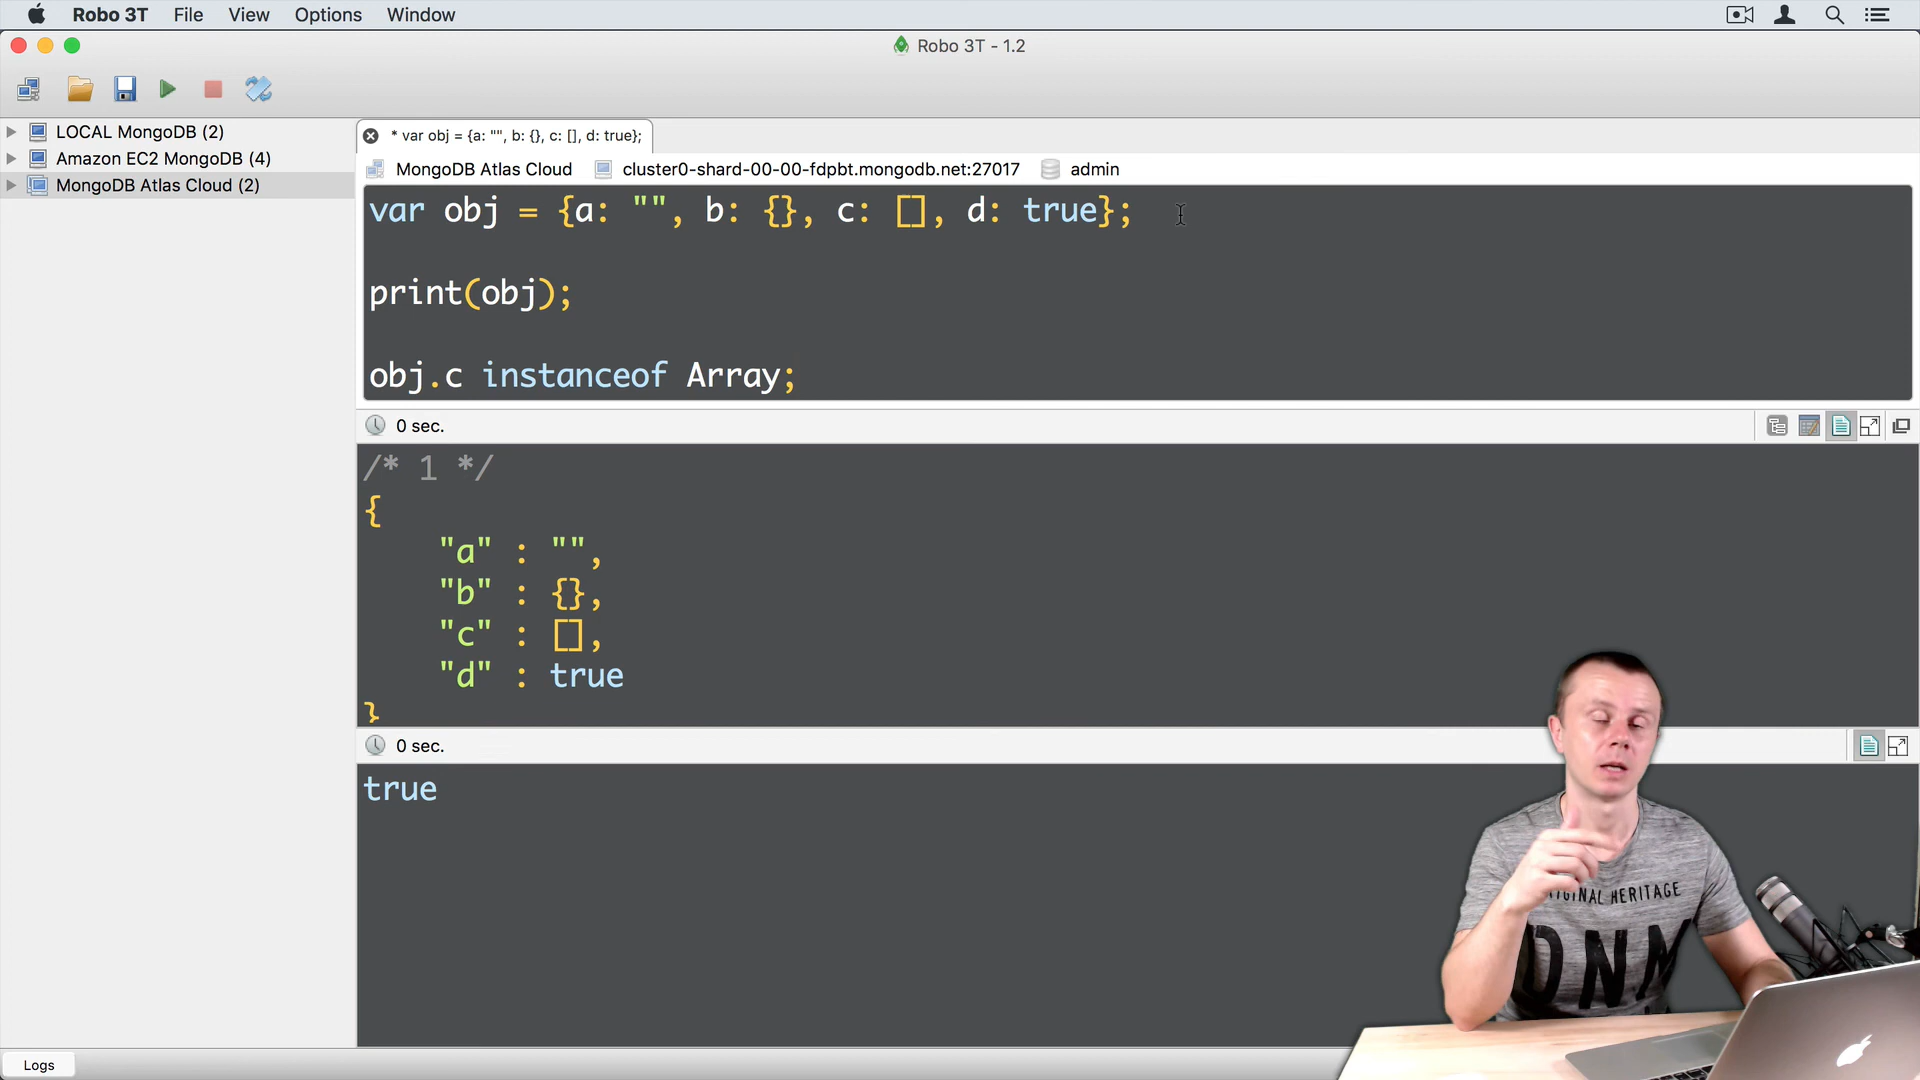 Robo 3T File View Options Window
Robo 3T - 1.2
LOCAL MongoDB (2)
Amazon EC2 MongoDB (4)
MongoDB Atlas Cloud (2)
* var obj = {a: "", b: {}, c: [], d: true};
MongoDB Atlas Cloud cluster0-shard-00-00-fdpbt.mongodb.net:27017 admin
var obj = {a: "", b: {}, c: [], d: true};
print(obj);
obj.c instanceof Array;
0 sec.
/* 1 */
{
"a" : "",
"b" : {},
"c" : [],
"d" : true
}
0 sec.
true
HERITAGE
Logs